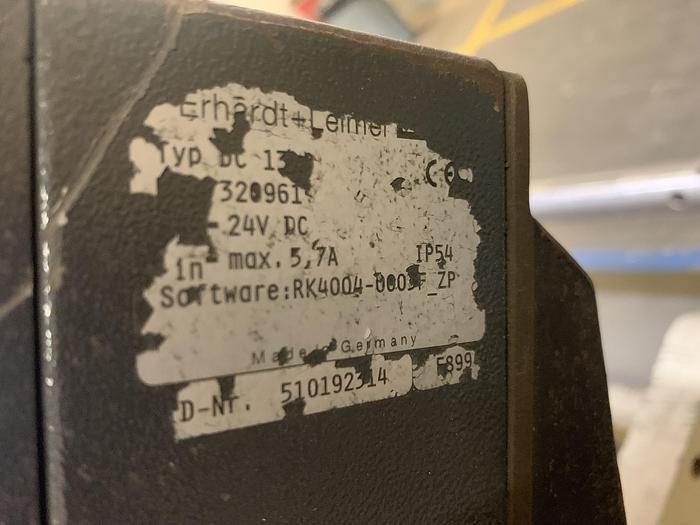 Erhardt+Leimer
Typ DC 13
320961
24V DC
In max. 5,7A IP54
Software:RK4004-0003F_ZP
Made in Germany
D-Nr. 510192314 F899